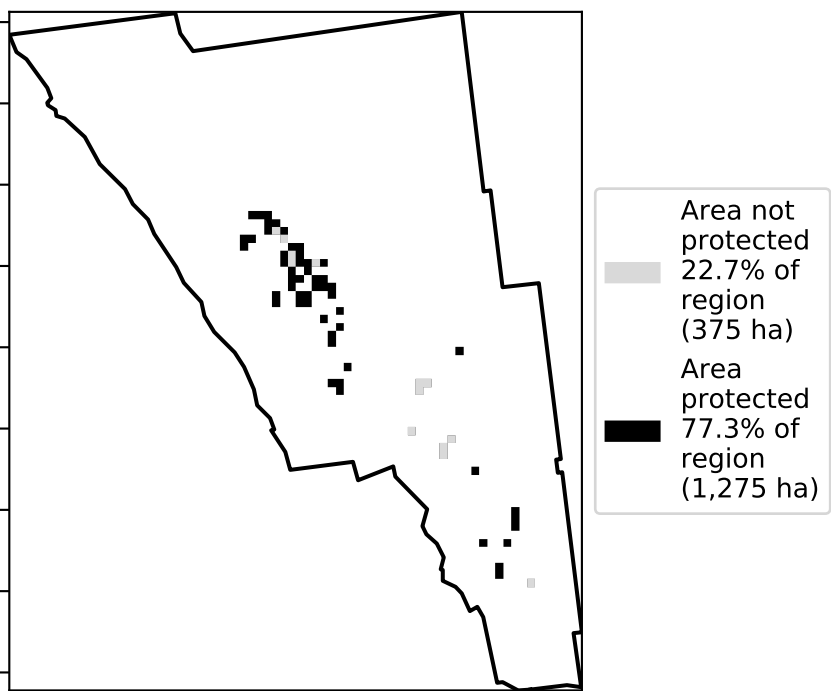 Area not
protected
22.7% of
region
(375 ha)
Area
protected
77.3% of
region
(1,275 ha)